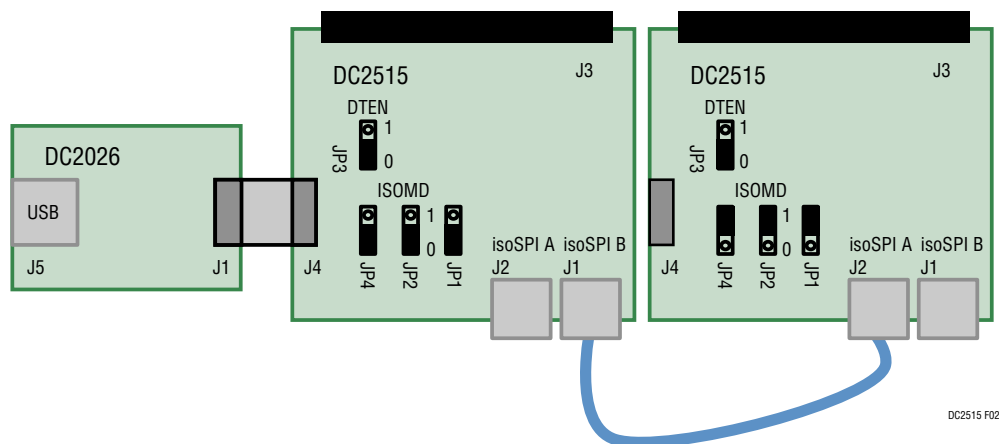 DC2026
USB
J5
J1
DC2515
J3
DTEN
1
0
JP3
ISOMD
1
0
JP4
JP2
JP1
J4
isoSPI A
isoSPI B
J2
J1
DC2515
J3
DTEN
1
0
JP3
ISOMD
1
0
JP4
JP2
JP1
J4
isoSPI A
isoSPI B
J2
J1
DC2515 F02